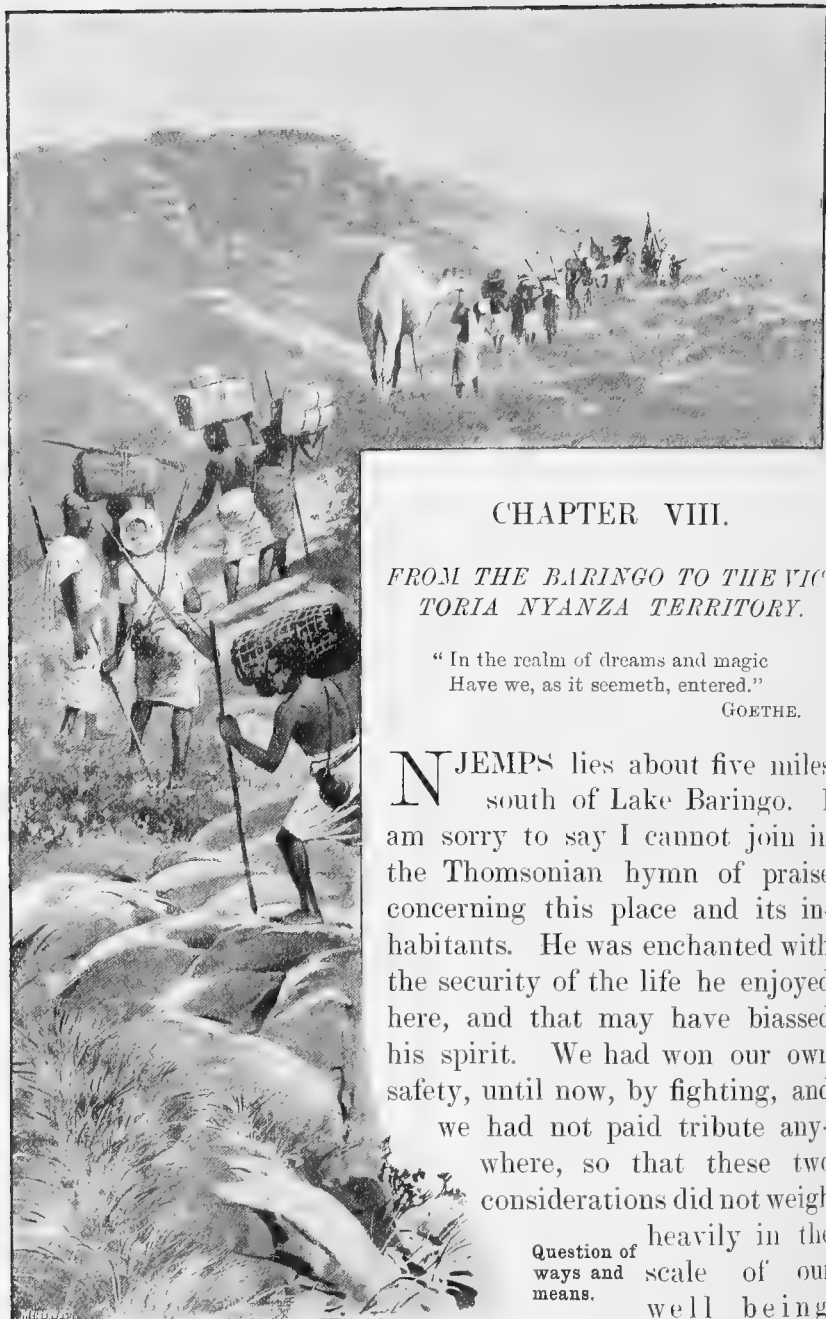 CHAPTER VIII.
FROM THE BARINGO TO THE VIC
TORIA NYANZA TERRITORY.
" In the realm of dreams and magic
Have we, as it seemeth, entered."
GOETHE.
NJEMPS lies about five miles
south of Lake Baringo. I
am sorry to say I cannot join in
the Thomsonian hymn of praise
concerning this place and its in-
habitants. He was enchanted with
the security of the life he enjoyed
here, and that may have biassed
his spirit. We had won our own
safety, until now, by fighting, and
we had not paid tribute any-
where, so that these two
considerations did not weigh
heavily in the
scale of our
well being
Question of
ways and
means.